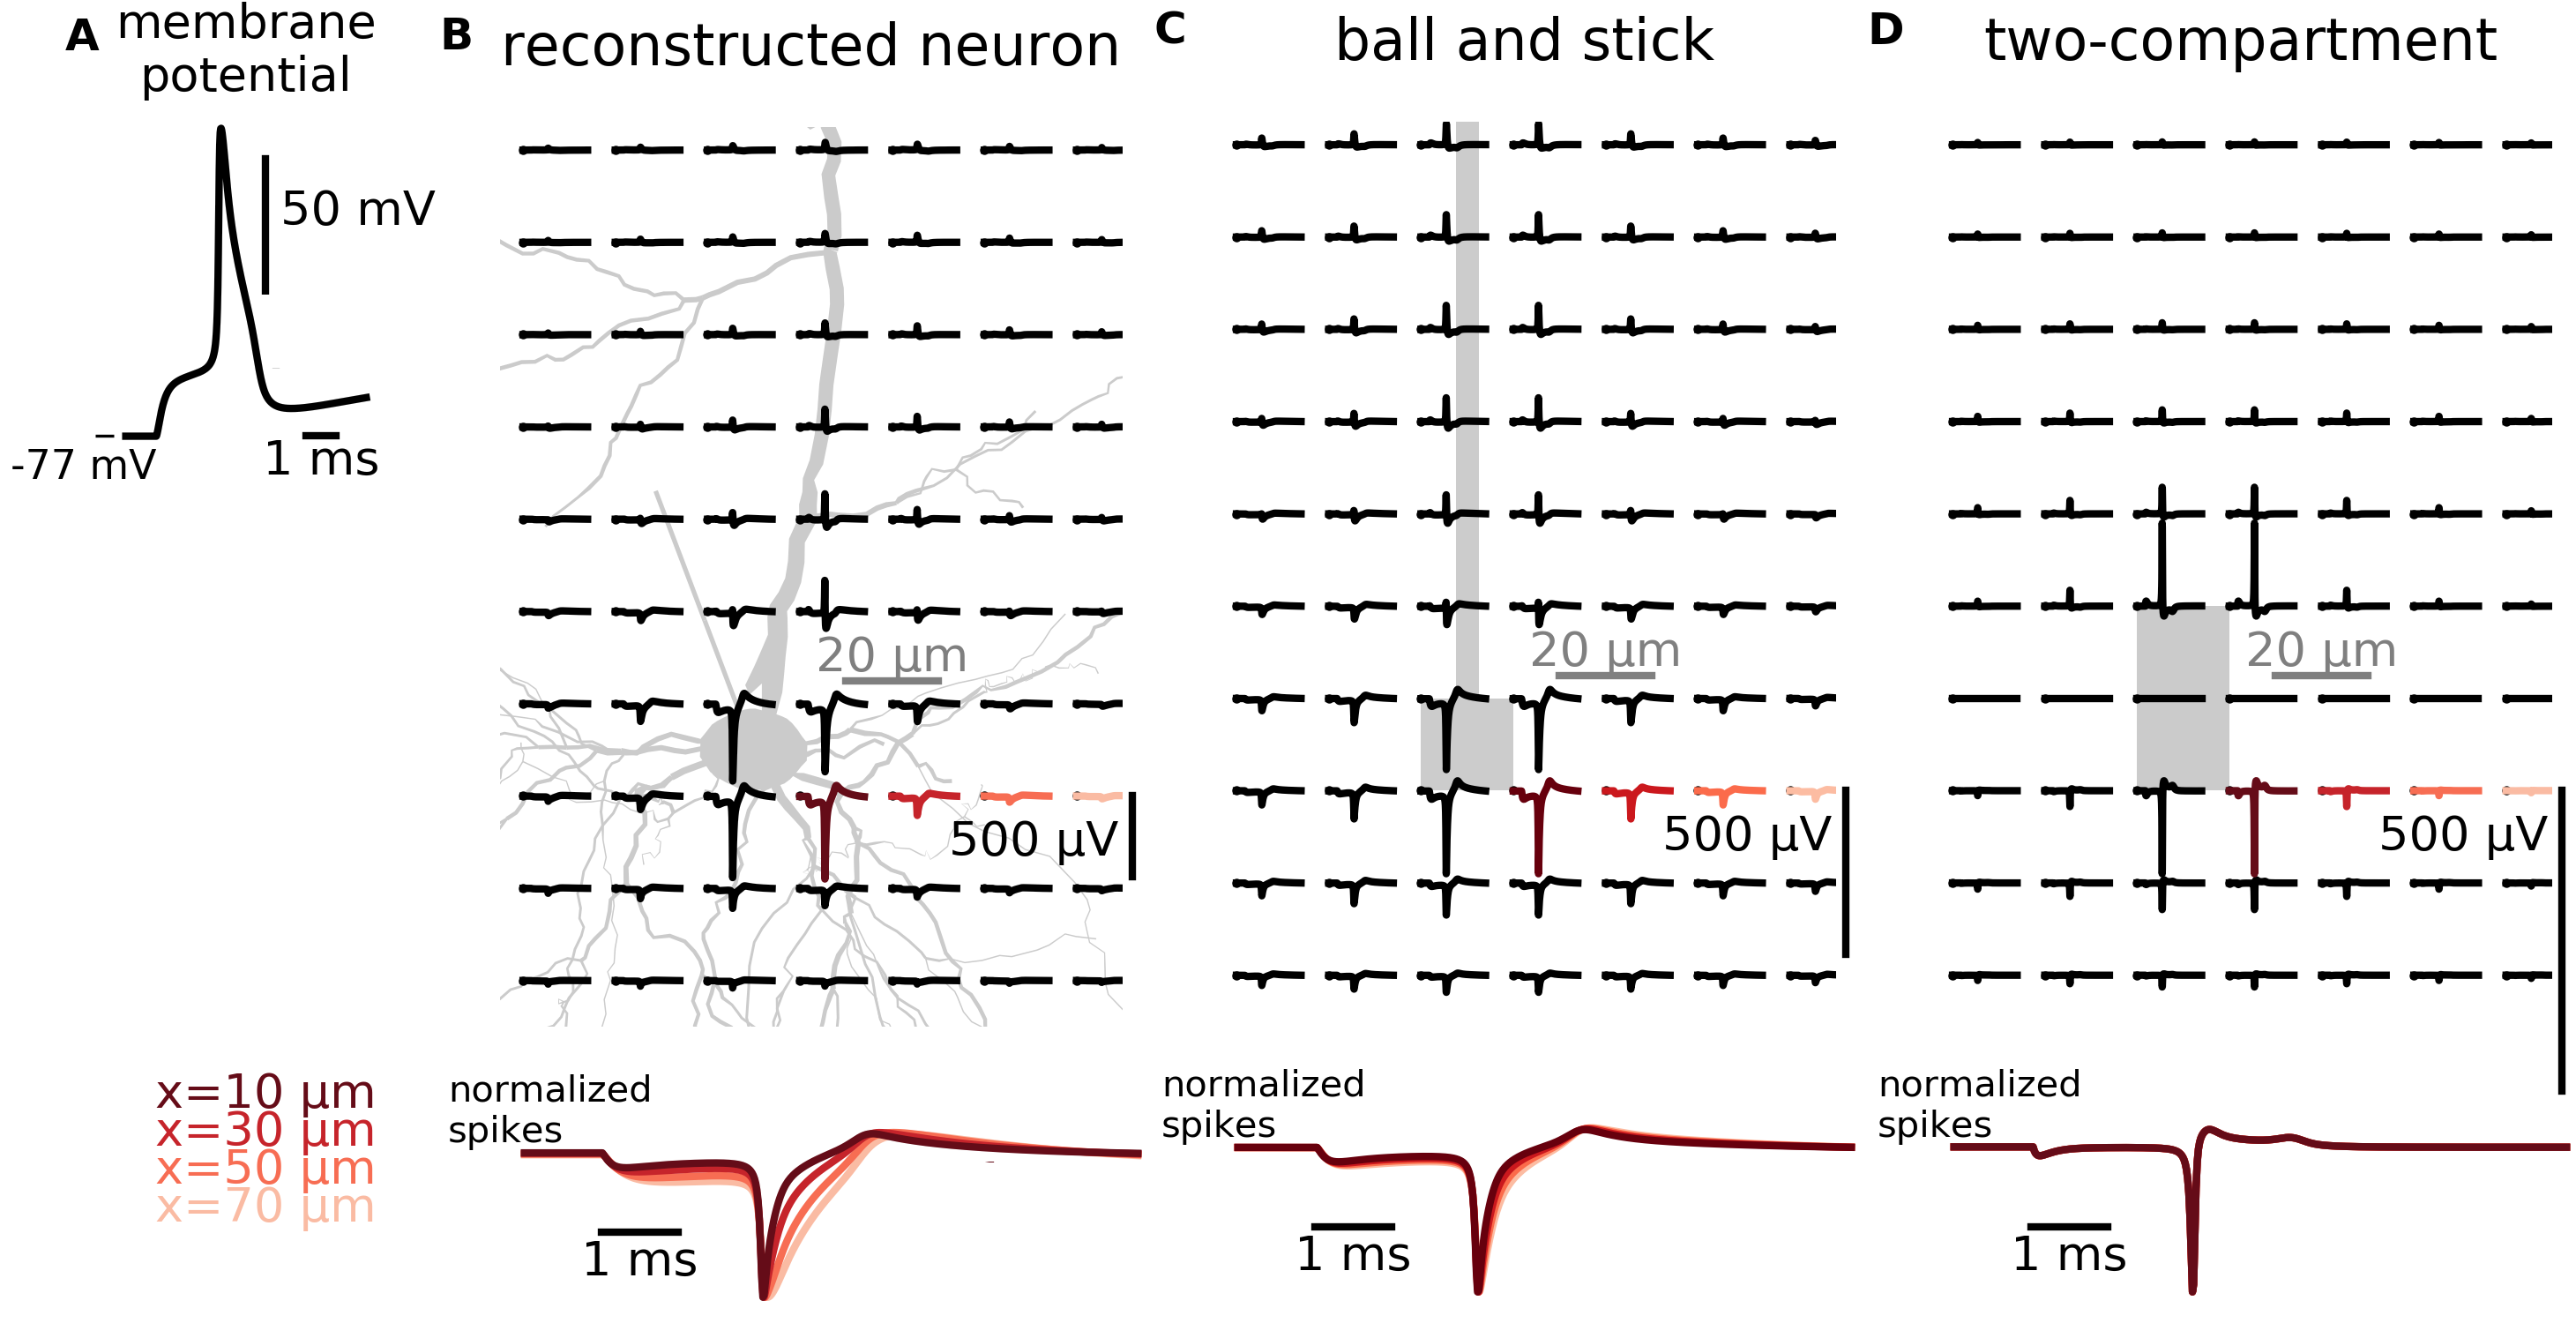 A
membrane
potential
50 mV
-77 mV
1 ms
B
reconstructed neuron
20 µm
500 µV
C
ball and stick
20 µm
500 µV
D
two-compartment
20 µm
500 µV
x=10 µm
x=30 µm
x=50 µm
x=70 µm
normalized
spikes
1 ms
normalized
spikes
1 ms
normalized
spikes
1 ms